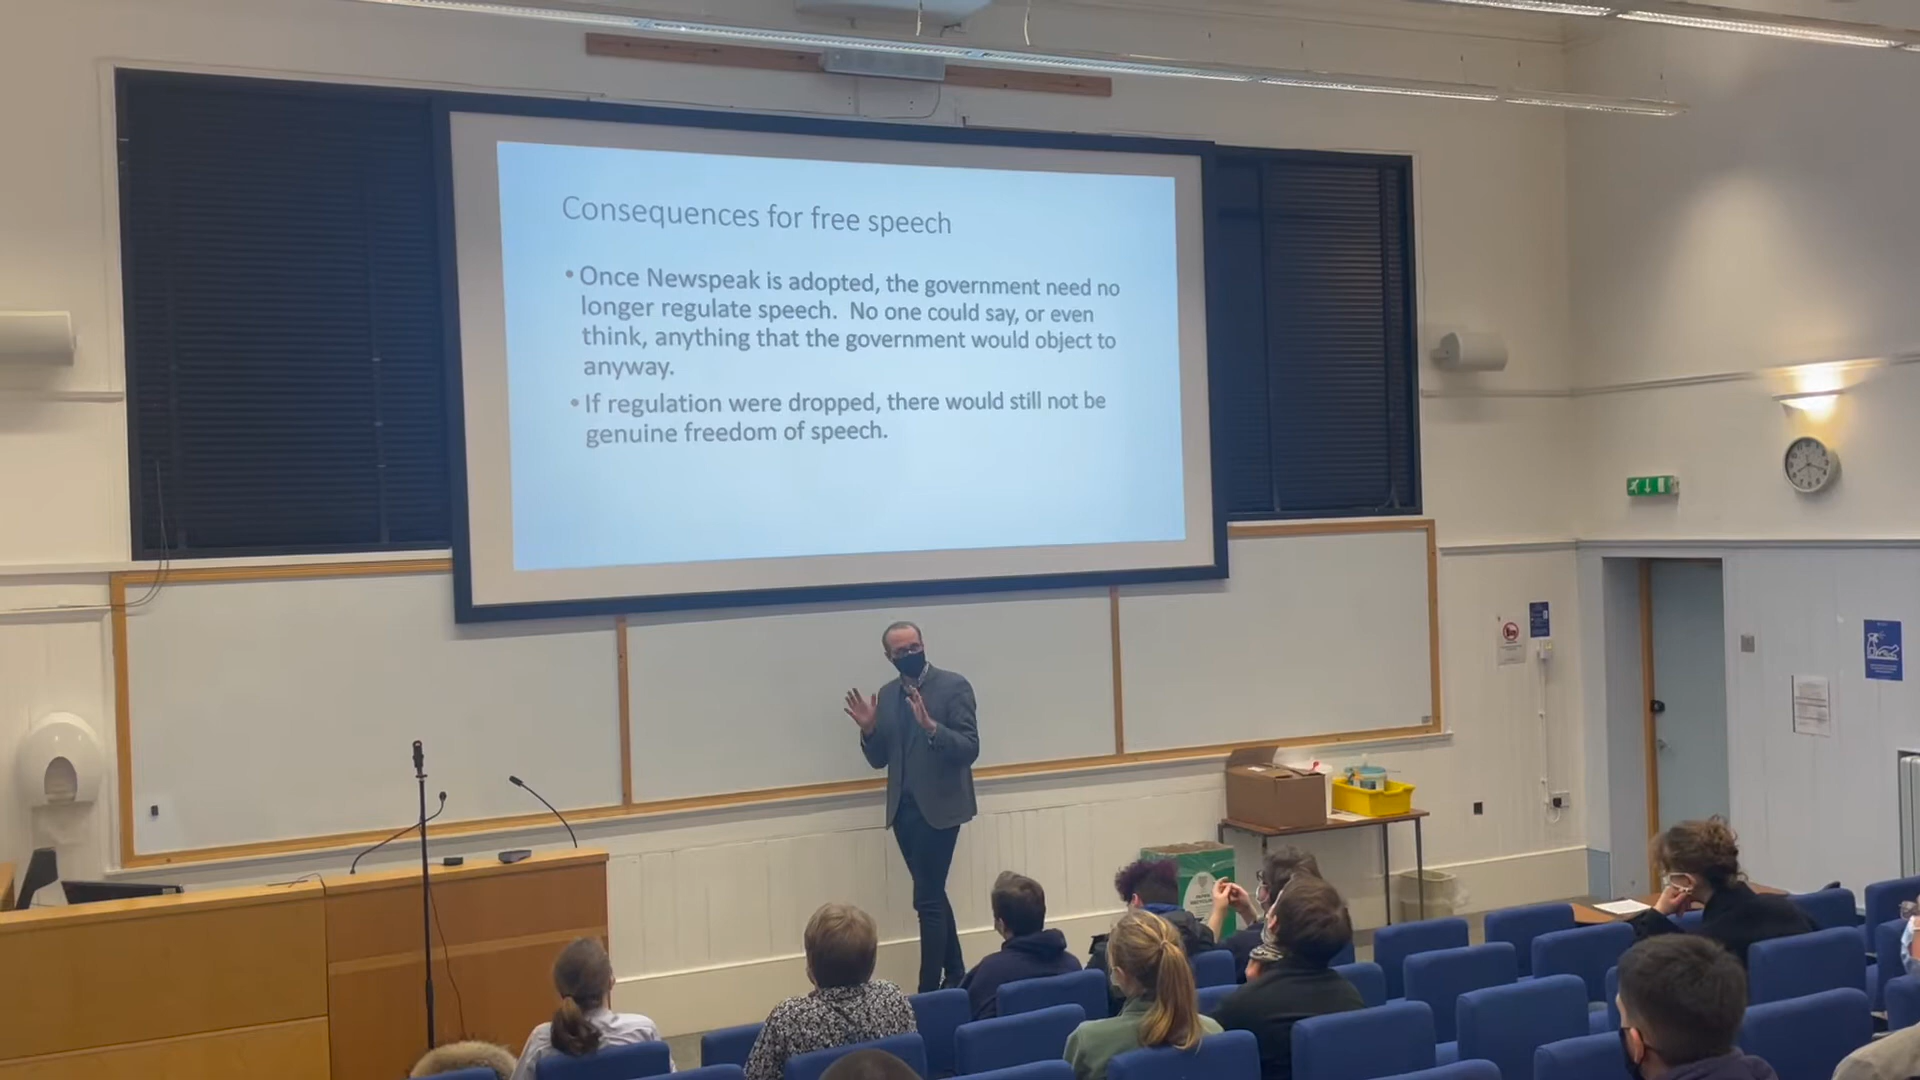 Consequences for free speech
• Once Newspeak is adopted, the government need no
longer regulate speech.  No one could say, or even
think, anything that the government would object to
anyway.
• If regulation were dropped, there would still not be
genuine freedom of speech.